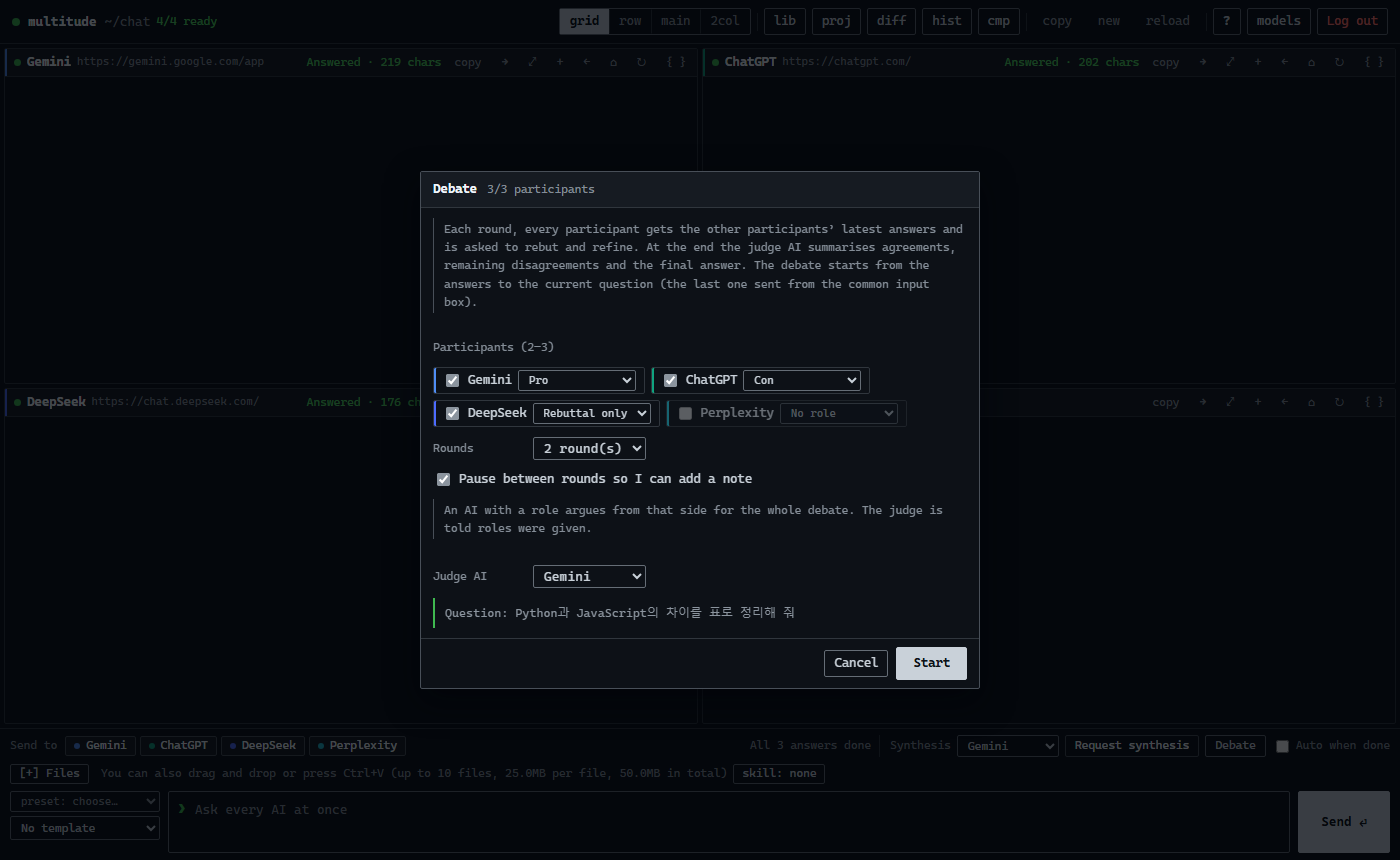 multitude ~/chat 4/4 ready grid row main 2col lib proj diff hist cmp copy new reload ? models Log out
Gemini https://gemini.google.com/app Answered · 219 chars copy → ⤢ + ← ⌂ ↻ { }
ChatGPT https://chatgpt.com/ Answered · 202 chars copy → ⤢ + ← ⌂ ↻ { }
Debate 3/3 participants
Each round, every participant gets the other participants’ latest answers and
is asked to rebut and refine. At the end the judge AI summarises agreements,
remaining disagreements and the final answer. The debate starts from the
answers to the current question (the last one sent from the common input
box).
Participants (2–3)
Gemini Pro ChatGPT Con
DeepSeek Rebuttal only Perplexity No role
Rounds 2 round(s)
Pause between rounds so I can add a note
An AI with a role argues from that side for the whole debate. The judge is
told roles were given.
Judge AI Gemini
Question: Python과 JavaScript의 차이를 표로 정리해 줘
Cancel Start
DeepSeek https://chat.deepseek.com/ Answered · 176 ch
copy → ⤢ + ← ⌂ ↻ { }
Send to Gemini ChatGPT DeepSeek Perplexity All 3 answers done Synthesis Gemini Request synthesis Debate Auto when done
[+] Files You can also drag and drop or press Ctrl+V (up to 10 files, 25.0MB per file, 50.0MB in total) skill: none
preset: choose…
No template
❯ Ask every AI at once
Send ↵